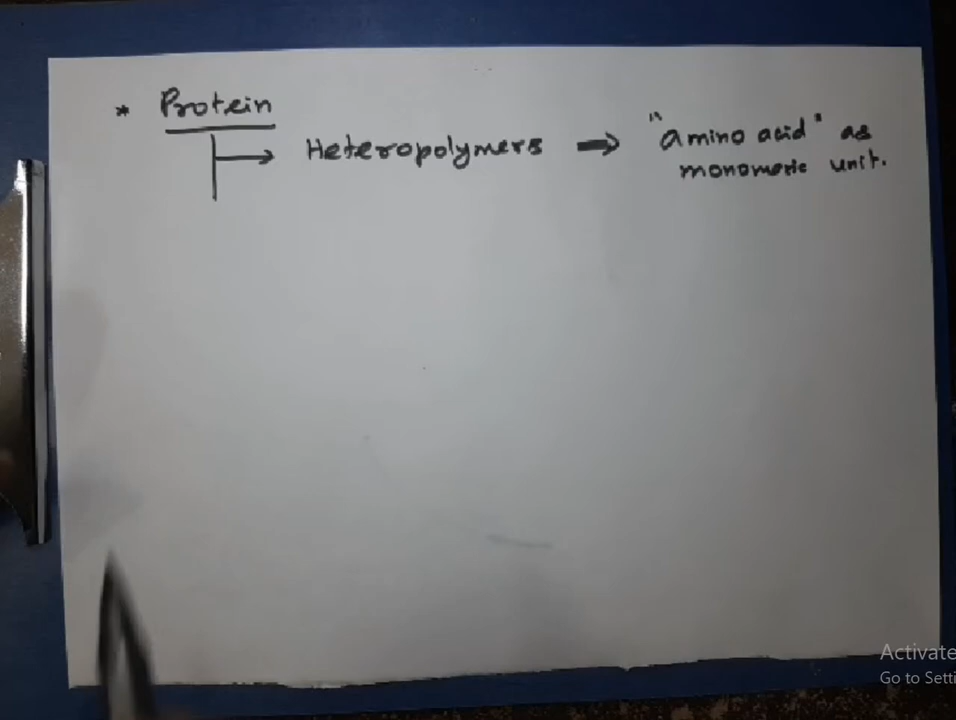 * Protein
Heteropolymers → "amino acid" as
monomeric unit.
Activate
Go to Setti